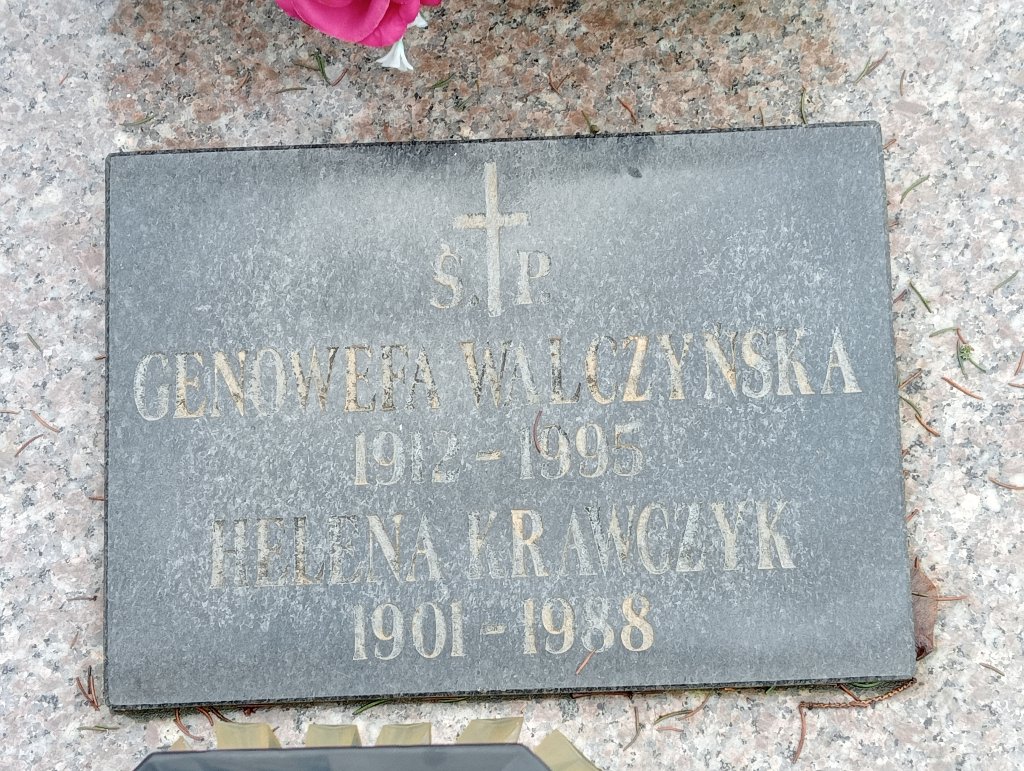 Ś. P.
GENOWEFA WALCZYŃSKA
1912 - 1995
HELENA KRAWCZYK
1901 - 1988